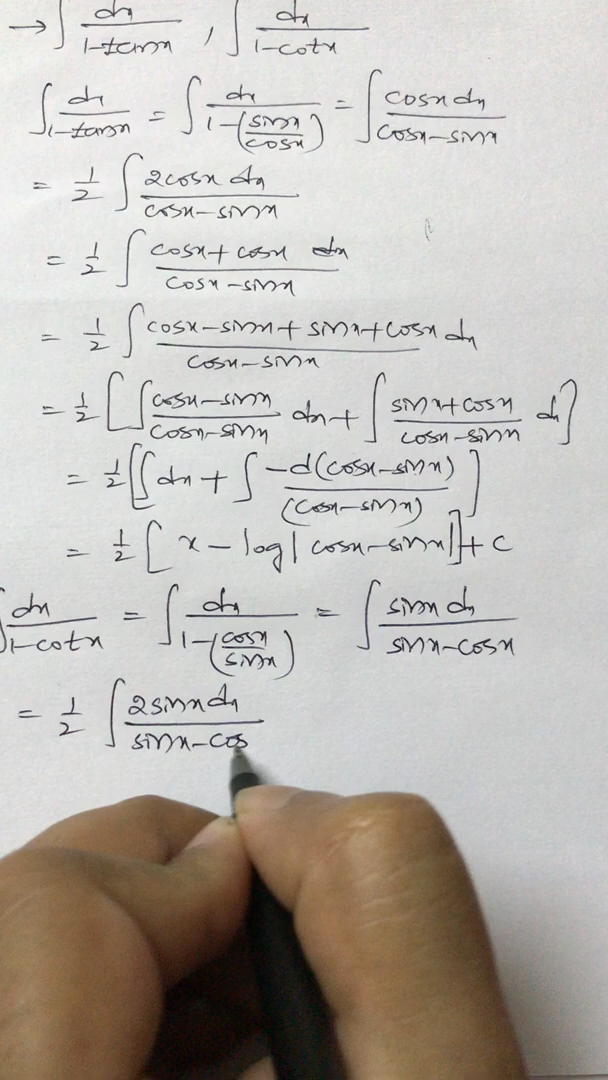 → ∫ dx/(1-tanx) , ∫ dx/(1-cotx)
∫ dx/(1-tanx) = ∫ dx/(1-(sinx/cosx)) = ∫ cosx dx/(cosx-sinx)
= 1/2 ∫ 2cosx dx/(cosx-sinx)
= 1/2 ∫ (cosx+cosx dx)/(cosx-sinx)
= 1/2 ∫ (cosx-sinx+sinx+cosx)/(cosx-sinx) dx
= 1/2 [∫ (cosx-sinx)/(cosx-sinx) dx + ∫ (sinx+cosx)/(cosx-sinx) dx]
= 1/2 [∫ dx + ∫ -d(cosx-sinx)/(cosx-sinx)]
= 1/2 [x - log|cosx-sinx|] + c
∫ dx/(1-cotx) = ∫ dx/(1-(cosx/sinx)) = ∫ sinx dx/(sinx-cosx)
= 1/2 ∫ 2sinx dx/(sinx-cos